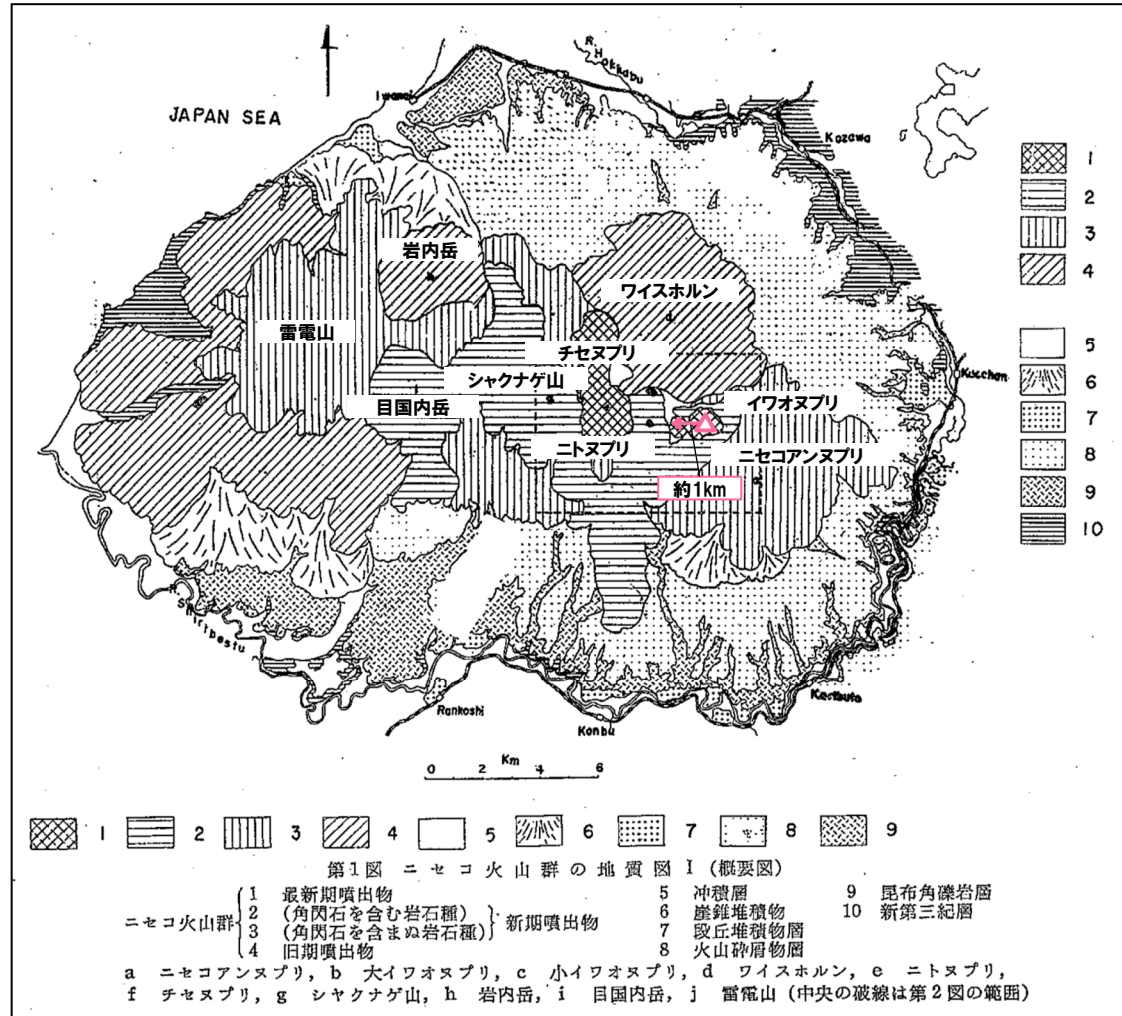 JAPAN SEA
Iwanai
R. Hokkabu
Kozawa
Kucchan
岩内岳
ワイスホルン
雷電山
チセヌプリ
シャクナゲ山
イワオヌプリ
目国内岳
ニトヌプリ
ニセコアンヌプリ
約1km
R. Shiribestu
Rankoshi
Konbu
Km
0 2 4 6
1
2
3
4
5
6
7
8
9
10
1 2 3 4 5 6 7 8 9
第1図 ニセコ火山群の地質図 I (概要図)
ニセコ火山群
1 最新期噴出物
2 (角閃石を含む岩石種)
3 (角閃石を含まぬ岩石種)
新期噴出物
4 旧期噴出物
5 冲積層
6 崖錐堆積物
7 段丘堆積物層
8 火山砕屑物層
9 昆布角礫岩層
10 新第三紀層
a ニセコアンヌプリ, b 大イワオヌプリ, c 小イワオヌプリ, d ワイスホルン, e ニトヌプリ,
f チセヌプリ, g シヤクナゲ山, h 岩内岳, i 目国内岳, j 雷電山 (中央の破線は第2図の範囲)